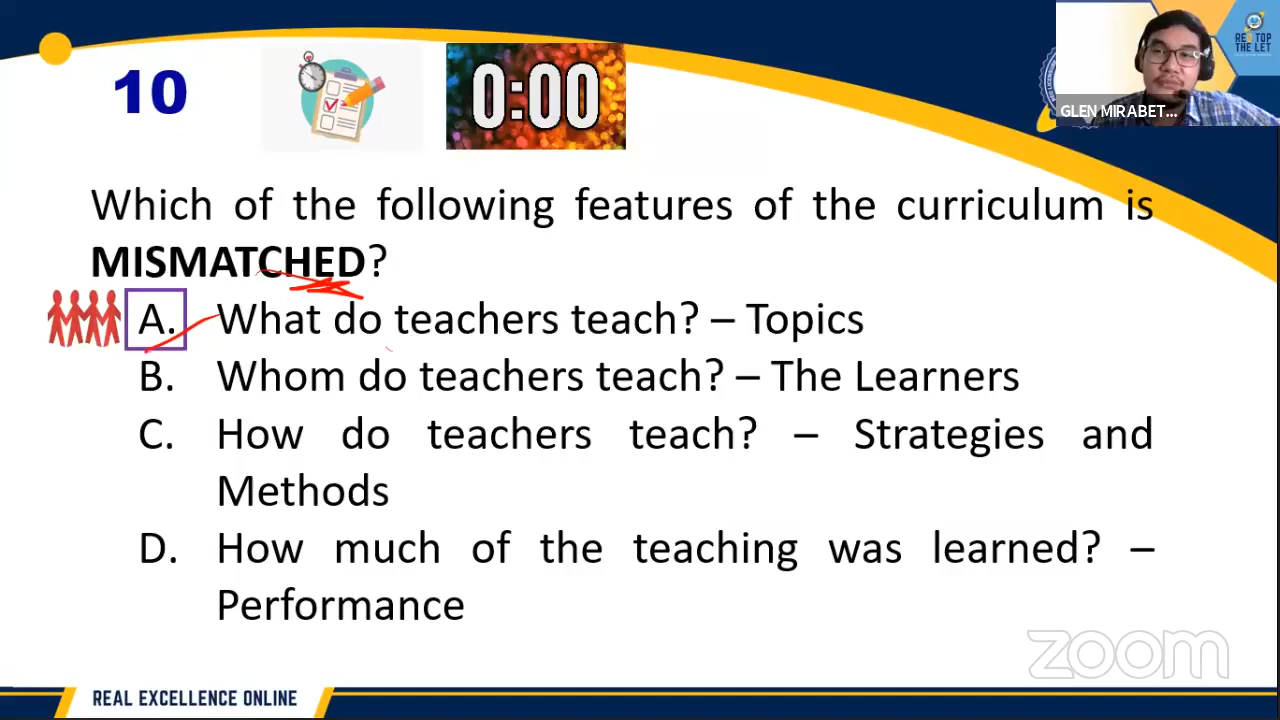 10
0:00
REO TOP
THE LET
GLEN MIRABET...
Which of the following features of the curriculum is
MISMATCHED?
A. What do teachers teach? – Topics
B. Whom do teachers teach? – The Learners
C. How do teachers teach? – Strategies and
Methods
D. How much of the teaching was learned? –
Performance
zoom
REAL EXCELLENCE ONLINE